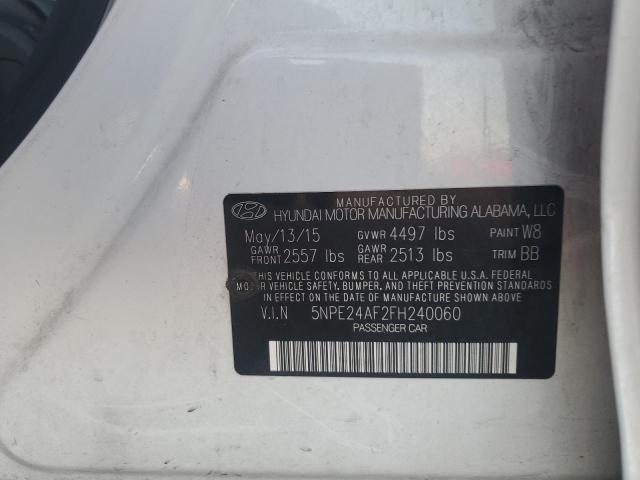 MANUFACTURED BY
HYUNDAI MOTOR MANUFACTURING ALABAMA, LLC
May/13/15 GVWR 4497 lbs PAINT W8
GAWR FRONT 2557 lbs GAWR REAR 2513 lbs TRIM BB
THIS VEHICLE CONFORMS TO ALL APPLICABLE U.S.A. FEDERAL
MOTOR VEHICLE SAFETY, BUMPER, AND THEFT PREVENTION STANDARDS
IN EFFECT ON THE DATE OF MANUFACTURE SHOWN ABOVE.
V.I.N 5NPE24AF2FH240060
PASSENGER CAR